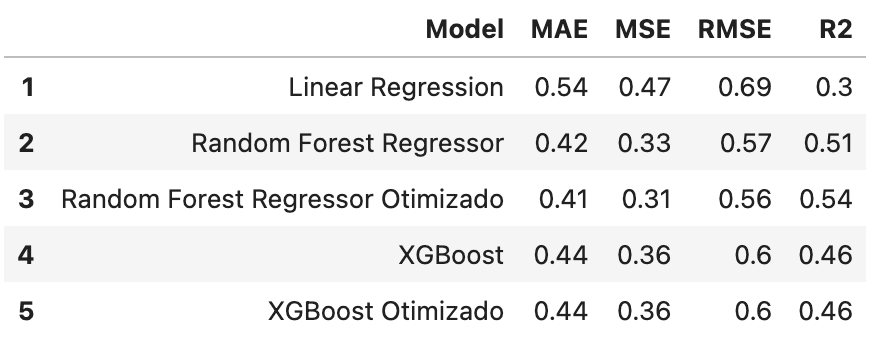 Model MAE MSE RMSE R2
1 Linear Regression 0.54 0.47 0.69 0.3
2 Random Forest Regressor 0.42 0.33 0.57 0.51
3 Random Forest Regressor Otimizado 0.41 0.31 0.56 0.54
4 XGBoost 0.44 0.36 0.6 0.46
5 XGBoost Otimizado 0.44 0.36 0.6 0.46